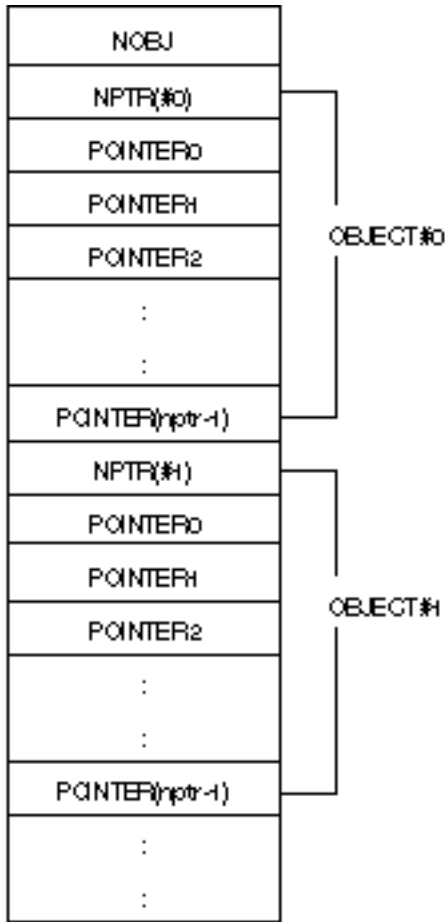 NOBJ
NPTR(#0)
POINTER0
POINTER1
POINTER2
:
:
POINTER(nptr-1)
OBJECT#0
NPTR(#1)
POINTER0
POINTER1
POINTER2
:
:
POINTER(nptr-1)
OBJECT#1
:
: